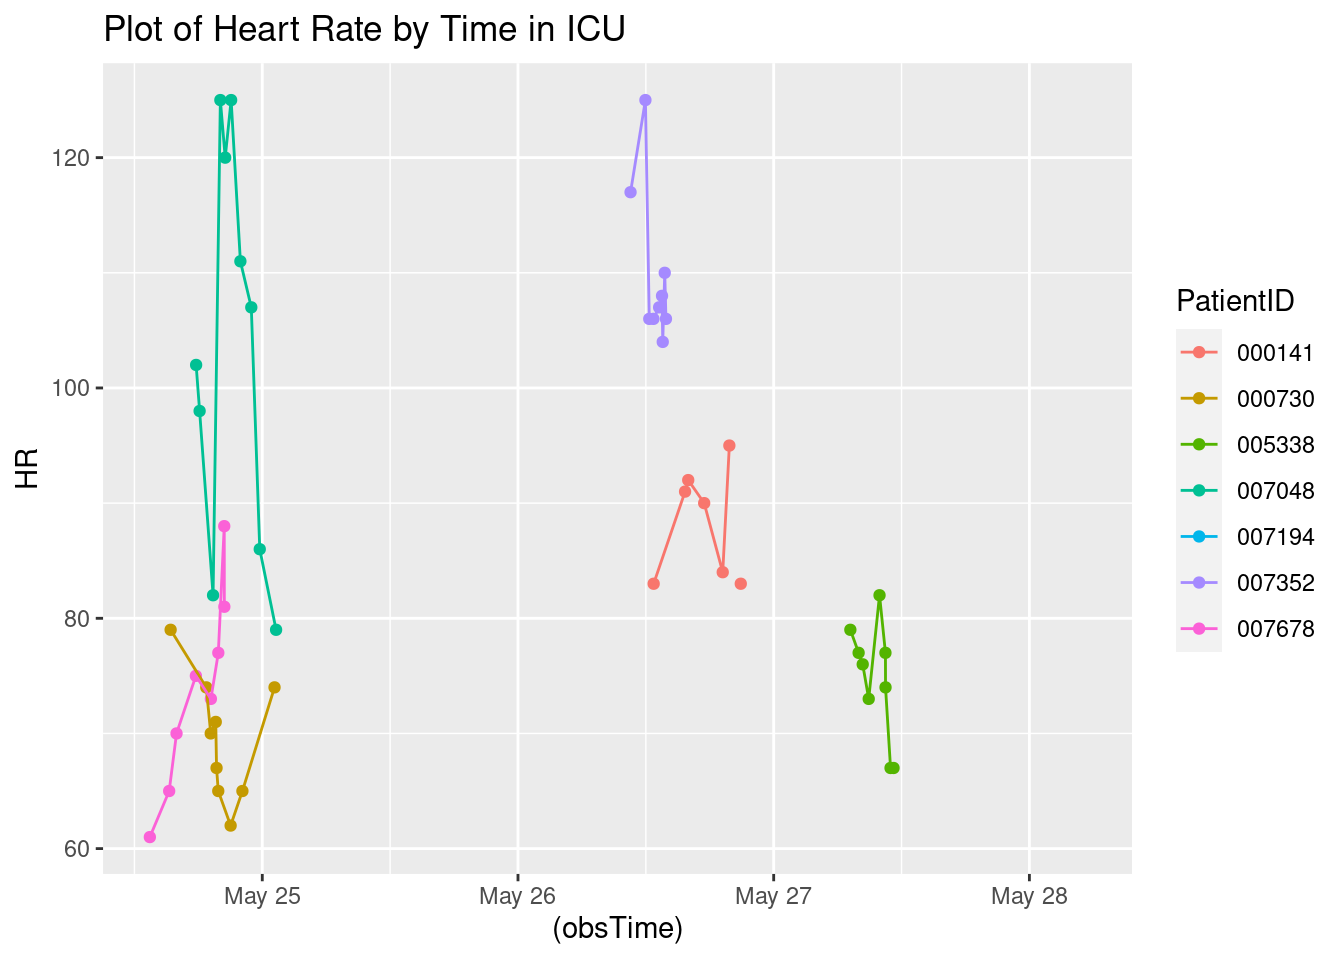 Plot of Heart Rate by Time in ICU
120
100
80
60
HR
May 25
May 26
May 27
May 28
(obsTime)
PatientID
000141
000730
005338
007048
007194
007352
007678